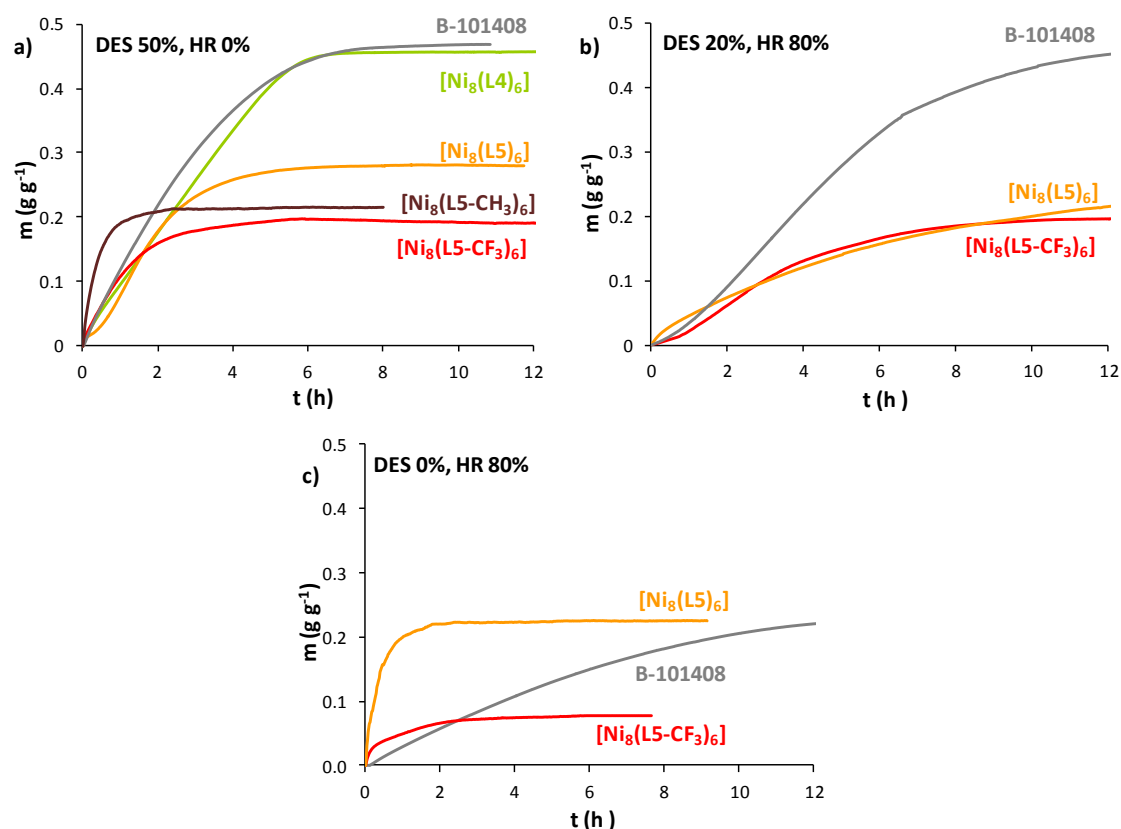 a)
DES 50%, HR 0%
B-101408
[Ni8(L4)6]
[Ni8(L5)6]
[Ni8(L5-CH3)6]
[Ni8(L5-CF3)6]
m (g g-1)
0.5
0.4
0.3
0.2
0.1
0
0 2 4 6 8 10 12
t (h)
b)
DES 20%, HR 80%
B-101408
[Ni8(L5)6]
[Ni8(L5-CF3)6]
m (g g-1)
0.5
0.4
0.3
0.2
0.1
0
0 2 4 6 8 10 12
t (h )
c)
DES 0%, HR 80%
[Ni8(L5)6]
B-101408
[Ni8(L5-CF3)6]
m (g g-1)
0.5
0.4
0.3
0.2
0.1
0.0
0 2 4 6 8 10 12
t (h )